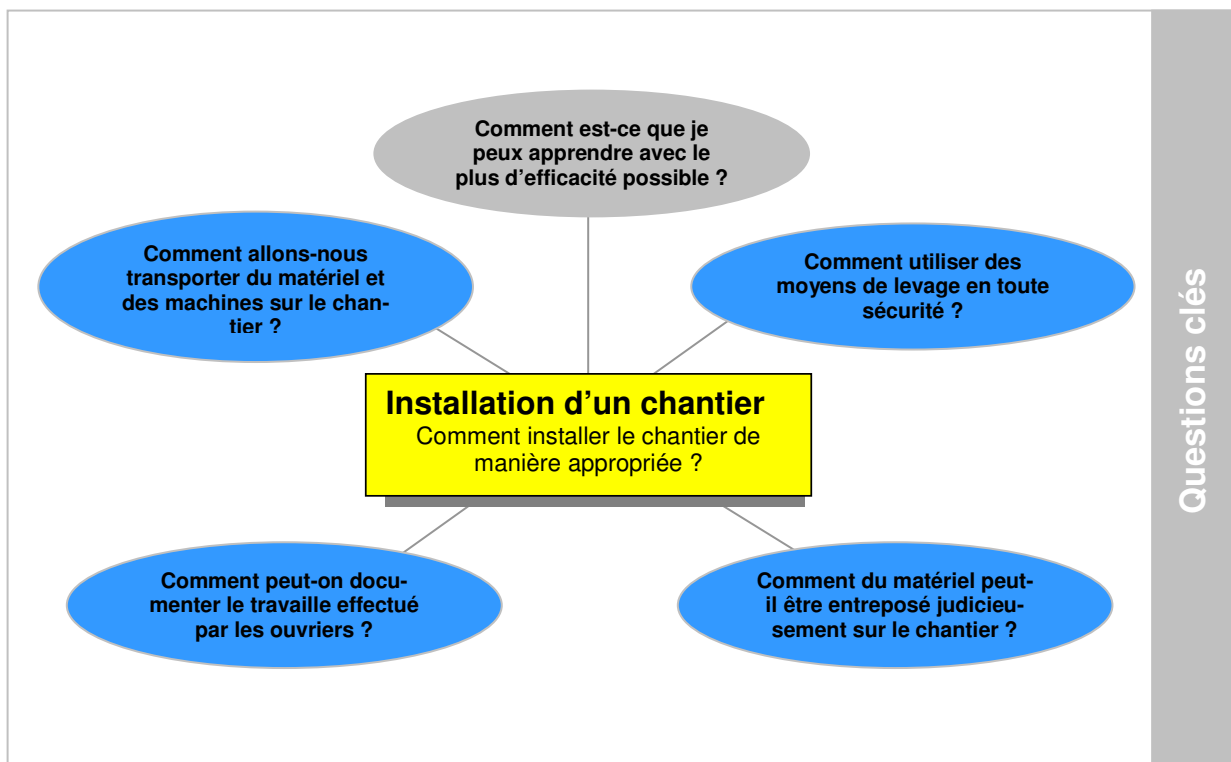 Comment est-ce que je
peux apprendre avec le
plus d’efficacité possible ?
Comment allons-nous
transporter du matériel et
des machines sur le chan-
tier ?
Comment utiliser des
moyens de levage en toute
sécurité ?
Installation d’un chantier
Comment installer le chantier de
manière appropriée ?
Comment peut-on docu-
menter le travaille effectué
par les ouvriers ?
Comment du matériel peut-
il être entreposé judicieu-
sement sur le chantier ?
Questions clés